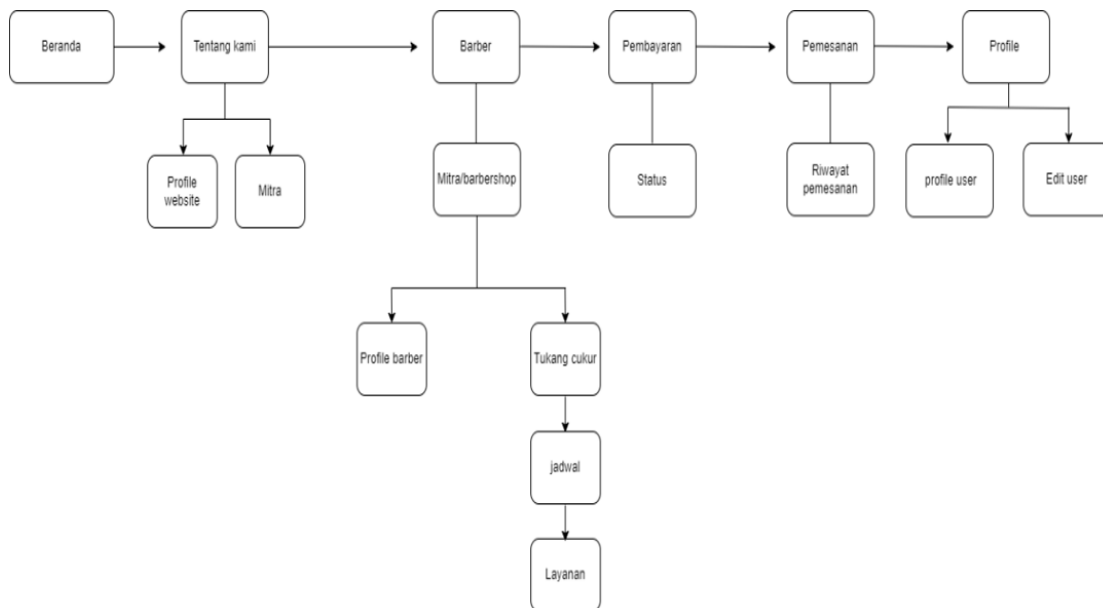 Beranda
Tentang kami
Barber
Pembayaran
Pemesanan
Profile
Profile
website
Mitra
Mitra/barbershop
Status
Riwayat
pemesanan
profile user
Edit user
Profile barber
Tukang cukur
jadwal
Layanan